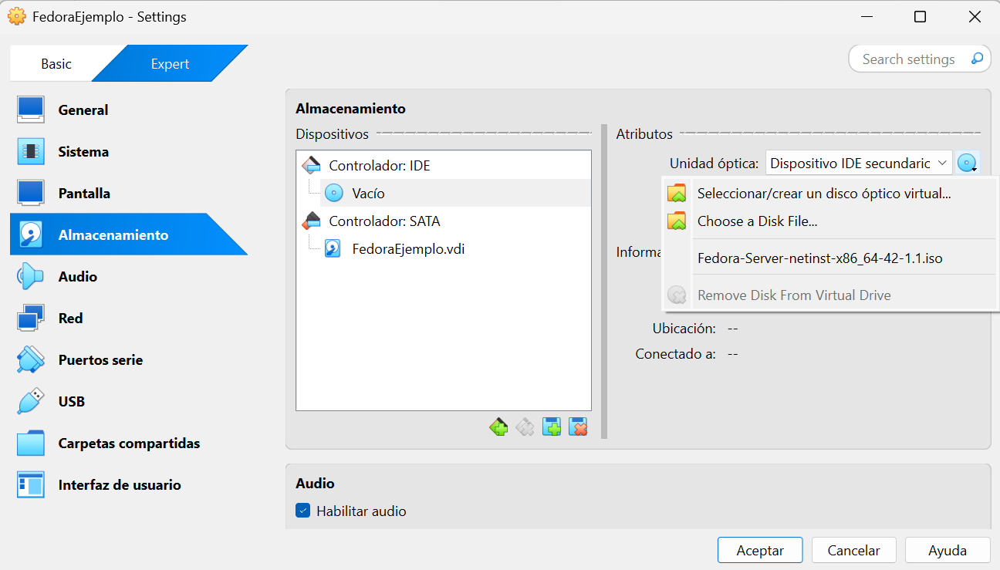 FedoraEjemplo - Settings
Basic
Expert
Search settings
General
Sistema
Pantalla
Almacenamiento
Audio
Red
Puertos serie
USB
Carpetas compartidas
Interfaz de usuario
Almacenamiento
Dispositivos
Controlador: IDE
Vacío
Controlador: SATA
FedoraEjemplo.vdi
Atributos
Unidad óptica: Dispositivo IDE secundaric
Seleccionar/crear un disco óptico virtual...
Choose a Disk File...
Informa
Fedora-Server-netinst-x86_64-42-1.1.iso
Remove Disk From Virtual Drive
Ubicación: --
Conectado a: --
Audio
Habilitar audio
Aceptar
Cancelar
Ayuda